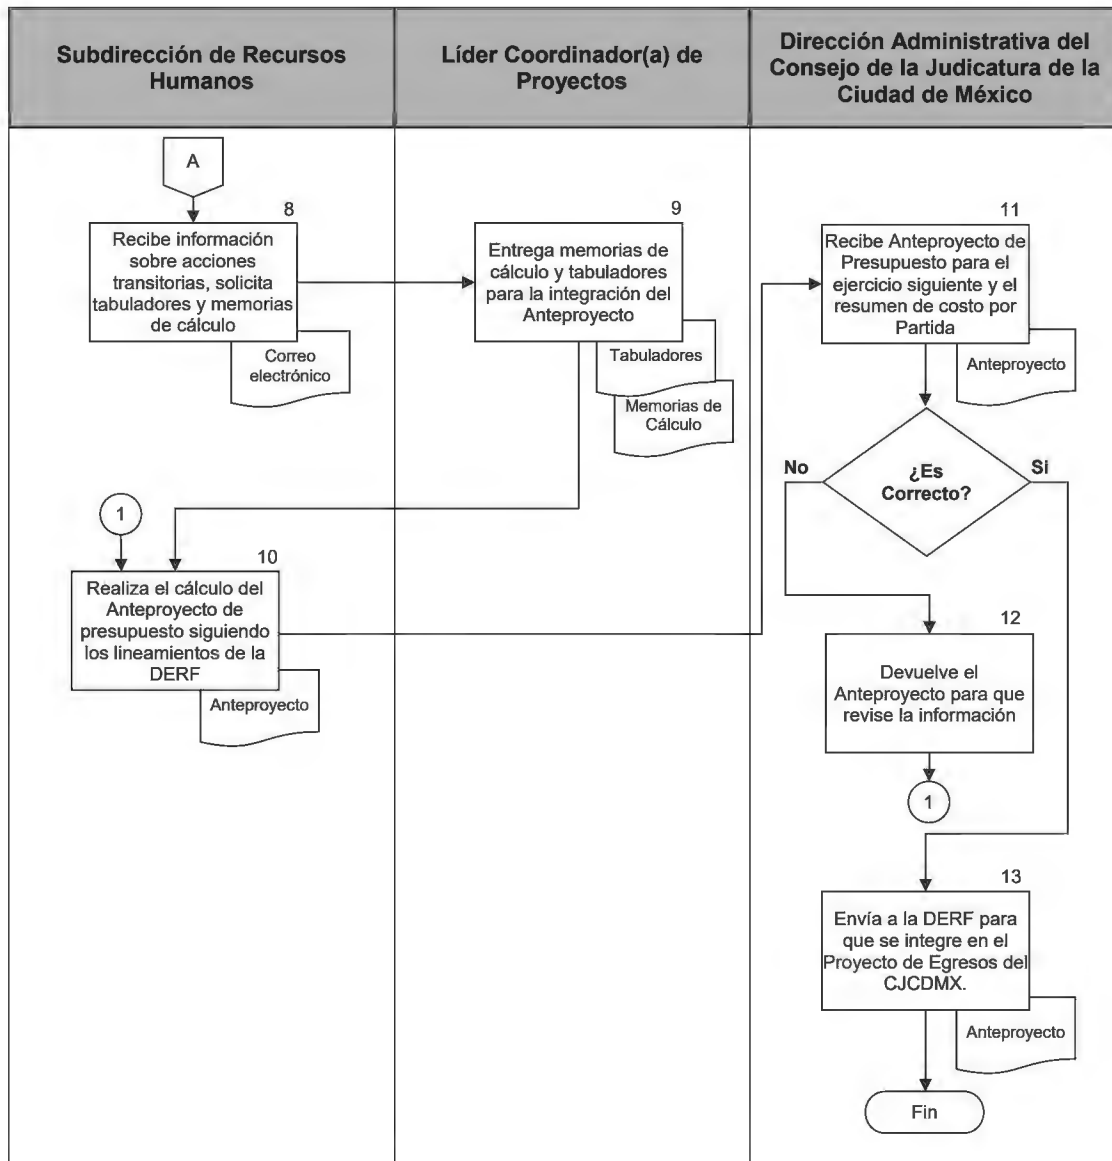 Subdirección de Recursos
Humanos
Líder Coordinador(a) de
Proyectos
Dirección Administrativa del
Consejo de la Judicatura de la
Ciudad de México
A
8
Recibe información
sobre acciones
transitorias, solicita
tabuladores y memorias
de cálculo
Correo
electrónico
9
Entrega memorias de
cálculo y tabuladores
para la integración del
Anteproyecto
Tabuladores
Memorias de
Cálculo
1
10
Realiza el cálculo del
Anteproyecto de
presupuesto siguiendo
los lineamientos de la
DERF
Anteproyecto
11
Recibe Anteproyecto de
Presupuesto para el
ejercicio siguiente y el
resumen de costo por
Partida
Anteproyecto
No
¿Es
Correcto?
Si
12
Devuelve el
Anteproyecto para que
revise la información
1
13
Envía a la DERF para
que se integre en el
Proyecto de Egresos del
CJCDMX.
Anteproyecto
Fin